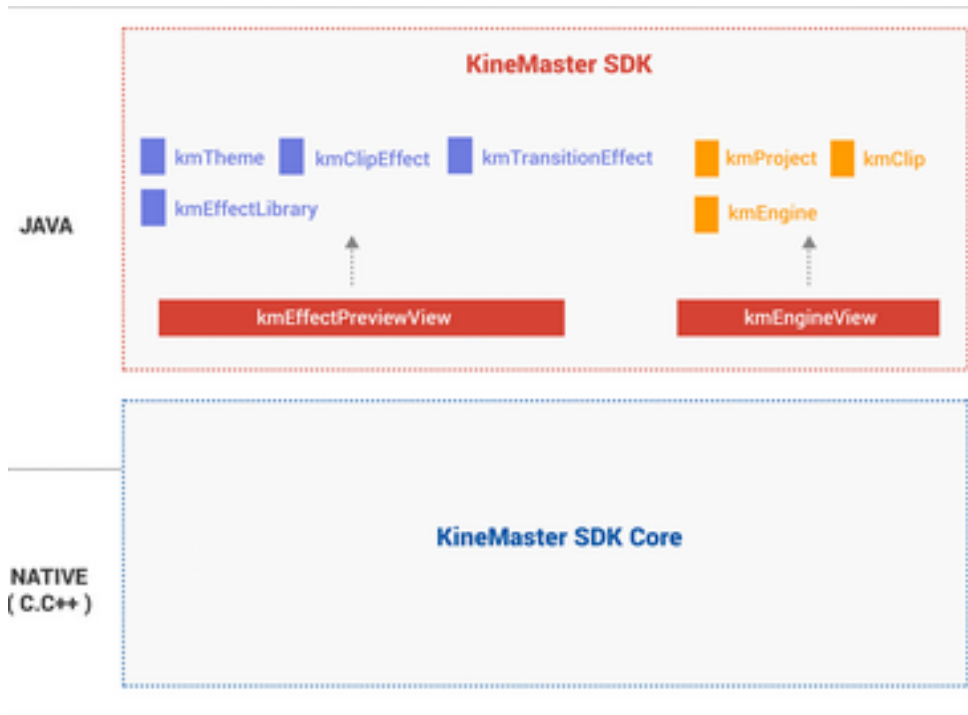 KineMaster SDK
kmTheme kmClipEffect kmTransitionEffect
kmEffectLibrary
kmProject kmClip
kmEngine
JAVA
kmEffectPreviewView
kmEngineView
KineMaster SDK Core
NATIVE
( C.C++ )